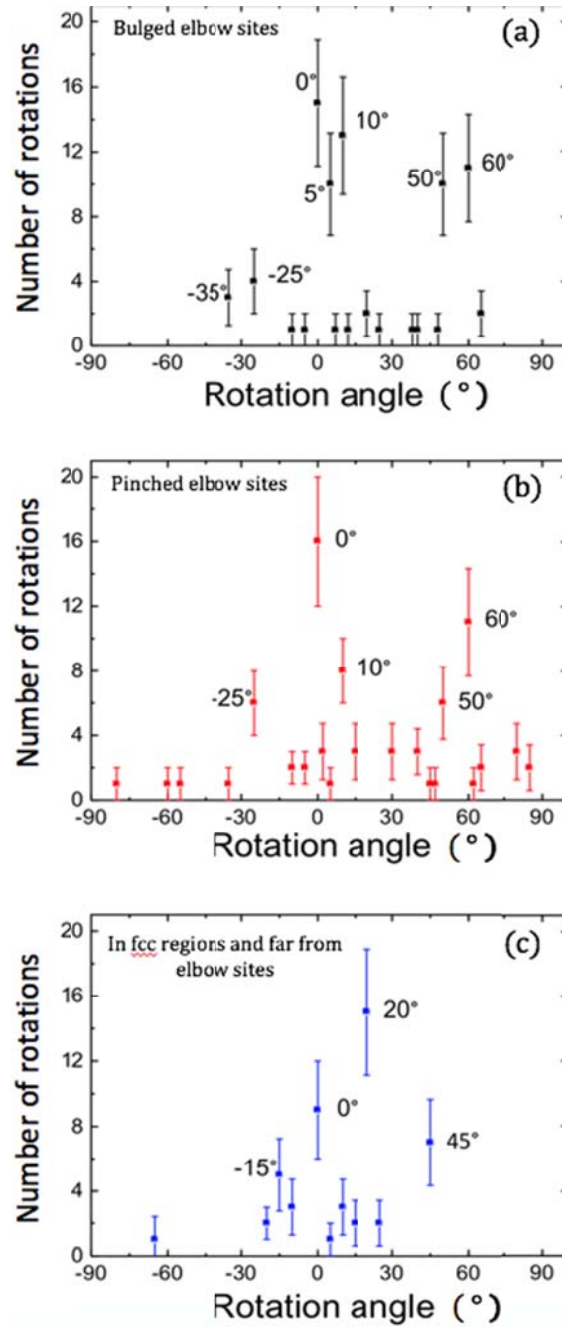 Bulged elbow sites
(a)
20
16
12
8
4
0
Number of rotations
0°
10°
5°
50°
60°
-35°
-25°
-90 -60 -30 0 30 60 90
Rotation angle (°)
Pinched elbow sites
(b)
20
16
12
8
4
0
Number of rotations
0°
60°
10°
-25°
50°
-90 -60 -30 0 30 60 90
Rotation angle (°)
In fcc regions and far from
elbow sites
(c)
20
16
12
8
4
0
Number of rotations
20°
0°
45°
-15°
-90 -60 -30 0 30 60 90
Rotation angle (°)